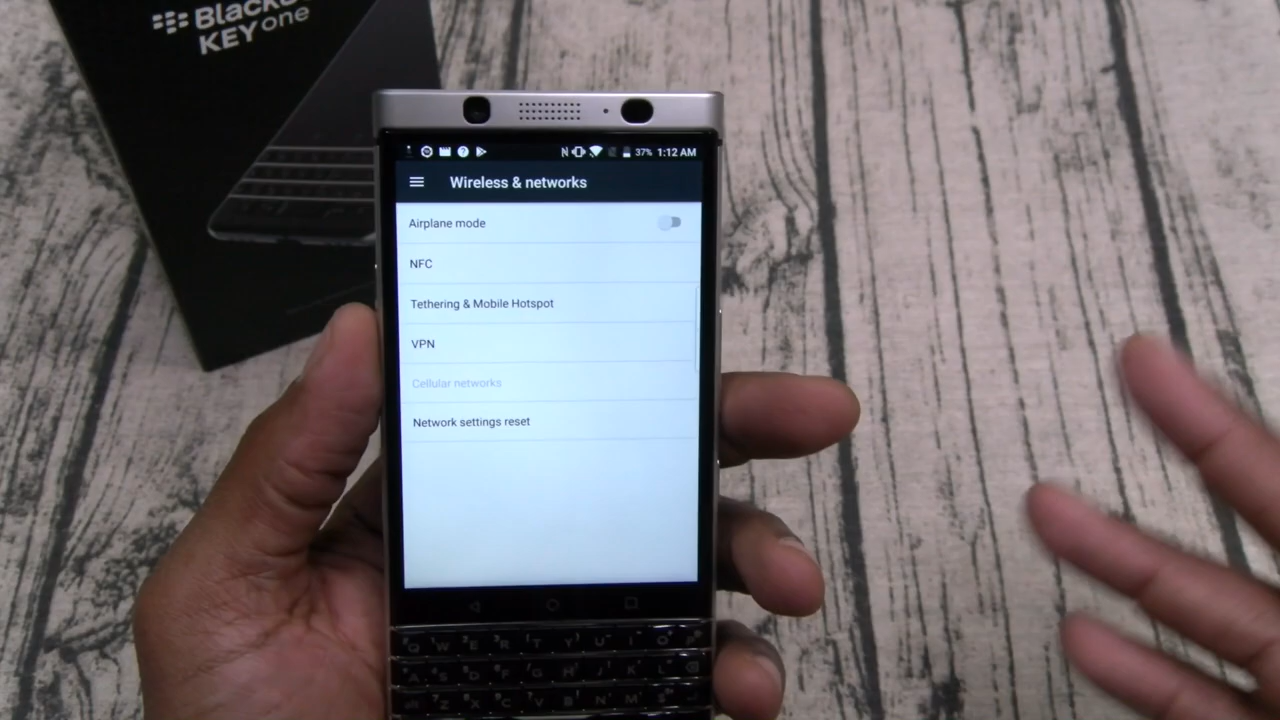 Black
KEYone
37% 1:12 AM
Wireless & networks
Airplane mode
NFC
Tethering & Mobile Hotspot
VPN
Cellular networks
Network settings reset
Q W E R T Y U I O P
A S D F G H J K
Z X C V B N M